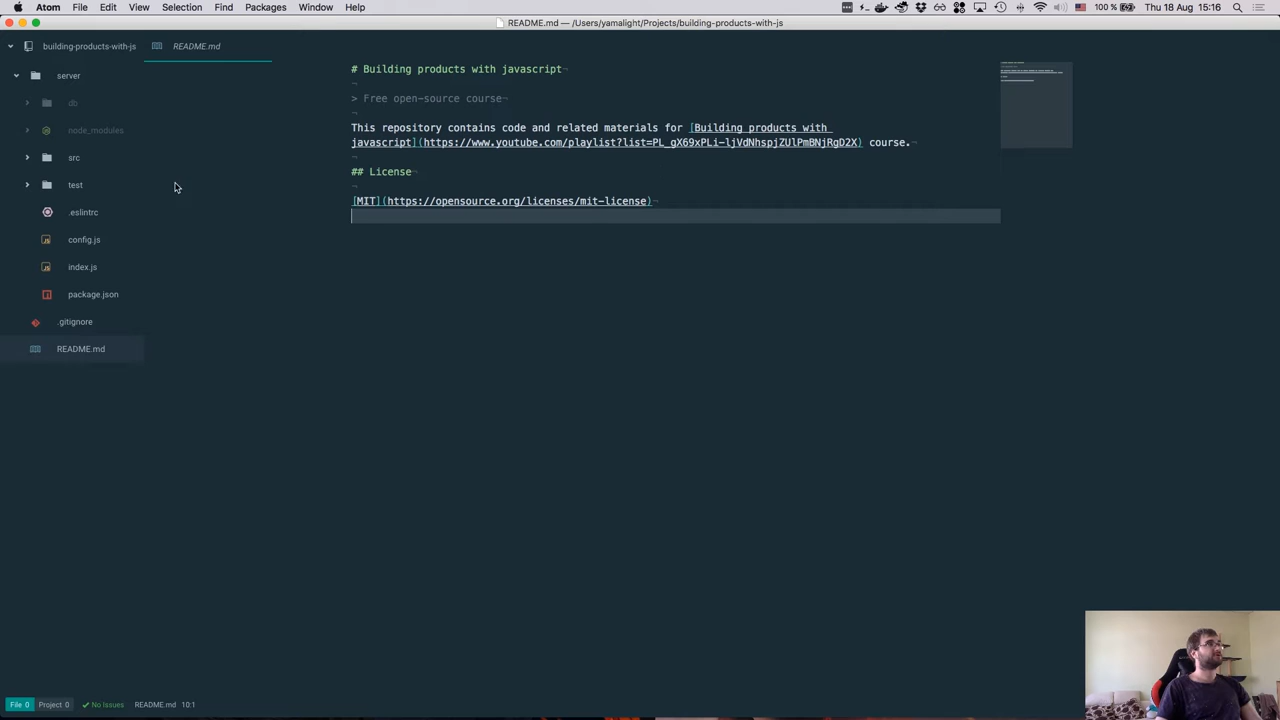 Atom File Edit View Selection Find Packages Window Help 100 % Thu 18 Aug 15:16
README.md — /Users/yamalight/Projects/building-products-with-js
building-products-with-js
README.md
server
db
node_modules
src
test
.eslintrc
config.js
index.js
package.json
.gitignore
README.md
# Building products with javascript¬
¬
> Free open-source course¬
¬
This repository contains code and related materials for [Building products with
javascript](https://www.youtube.com/playlist?list=PL_gX69xPLi-ljVdNhspjZUlPmBNjRgD2X) course.¬
¬
## License¬
¬
[MIT](https://opensource.org/licenses/mit-license)¬
File 0 Project 0 No Issues README.md 10:1